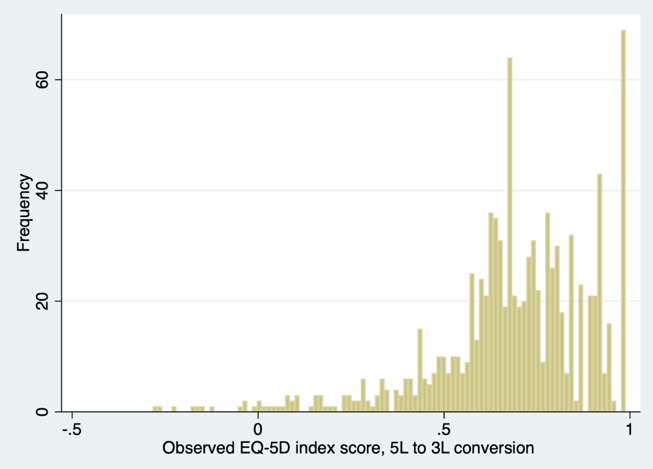 Frequency
60
40
20
0
-.5 0 .5 1
Observed EQ-5D index score, 5L to 3L conversion